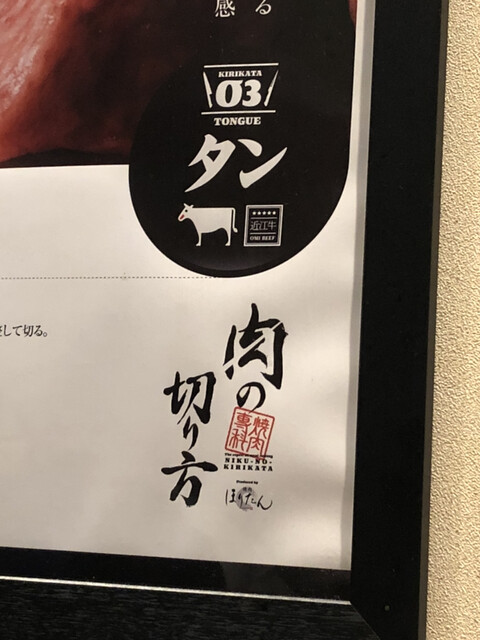 感る
KIRIKATA
03
TONGUE
タン
近江牛
OMI BEEF
して切る。
肉の
切り方
焼肉
専科
NIKU-NO-
KIRIKATA
Produced by
ほりたん